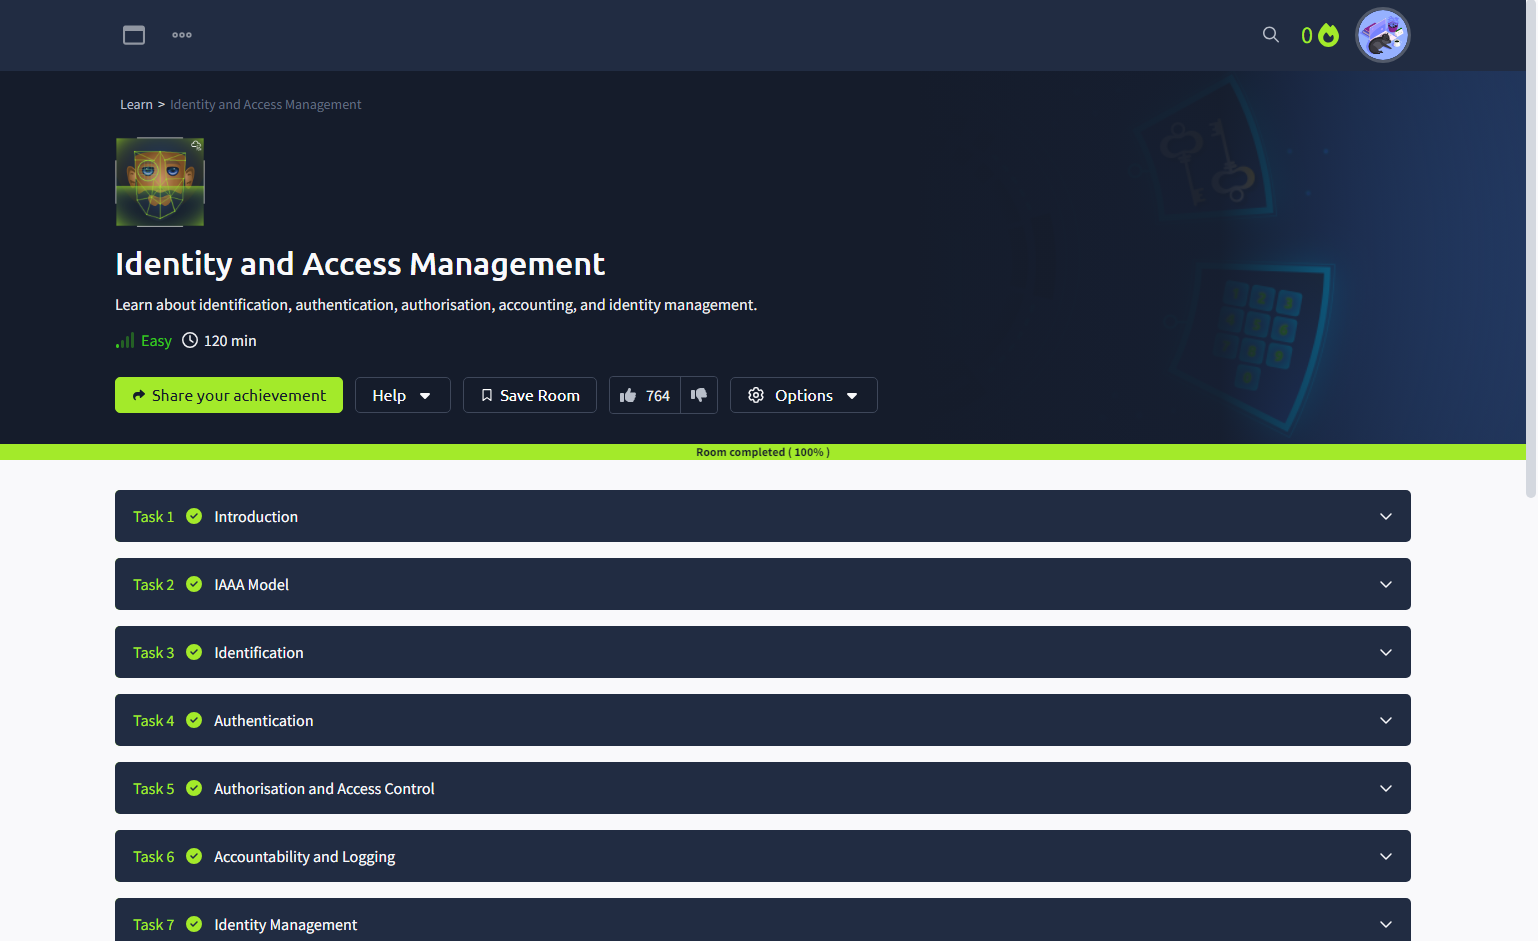 0
Learn > Identity and Access Management
Identity and Access Management
Learn about identification, authentication, authorisation, accounting, and identity management.
Easy 120 min
Share your achievement Help Save Room 764 Options
Room completed ( 100% )
Task 1 Introduction
Task 2 IAAA Model
Task 3 Identification
Task 4 Authentication
Task 5 Authorisation and Access Control
Task 6 Accountability and Logging
Task 7 Identity Management